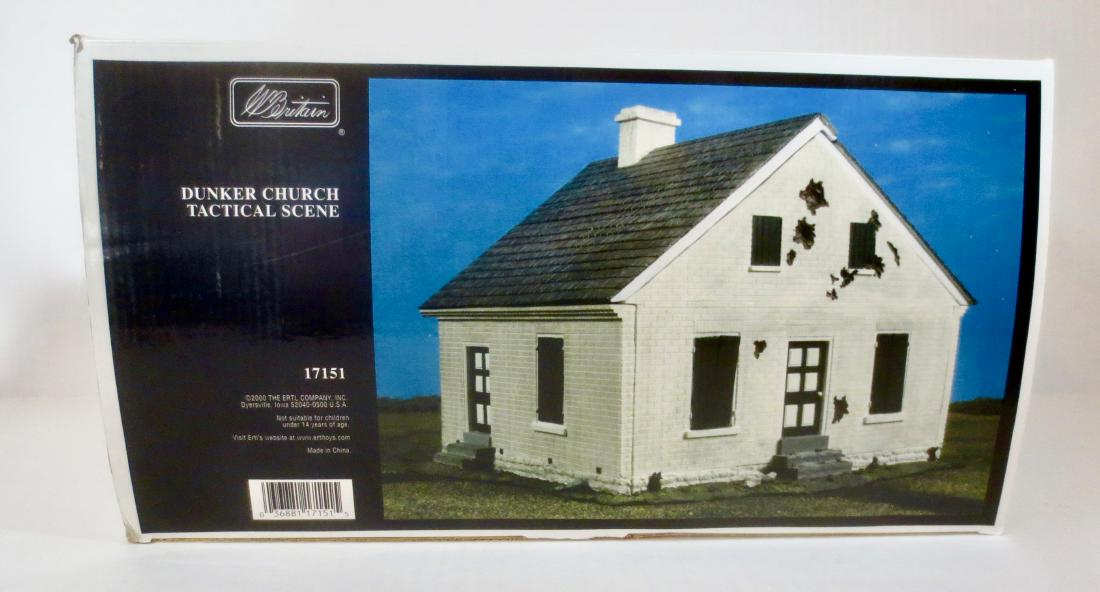 W Britain
®
DUNKER CHURCH
TACTICAL SCENE
17151
©2000 THE ERTL COMPANY, INC.
Dyersville, Iowa 52040-0500 U.S.A.
Not suitable for children
under 14 years of age.
Visit Ertl's website at www.ertltoys.com
Made in China.
0 36881 17151 5